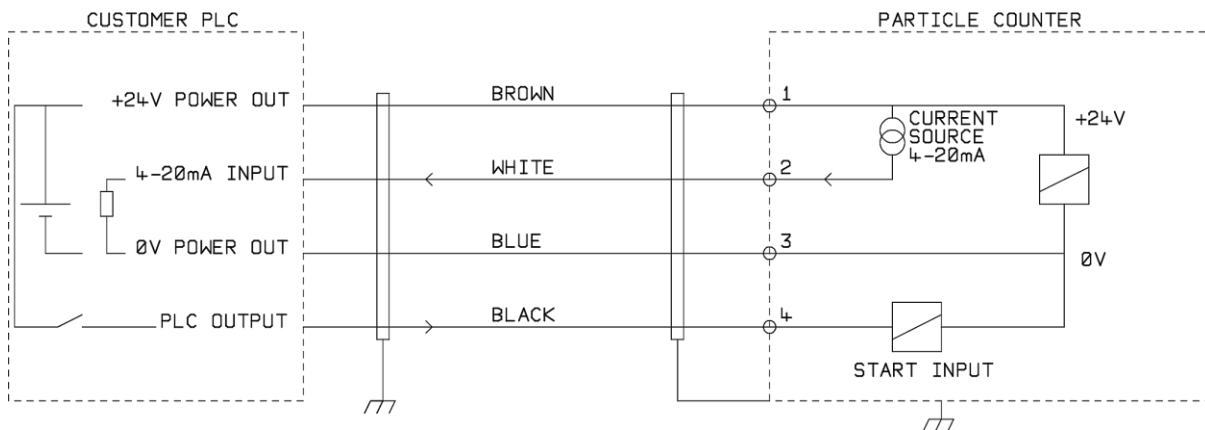 CUSTOMER PLC
PARTICLE COUNTER
+24V POWER OUT
BROWN
1
CURRENT
SOURCE
4-20mA
+24V
4-20mA INPUT
WHITE
2
0V POWER OUT
BLUE
3
0V
PLC OUTPUT
BLACK
4
START INPUT